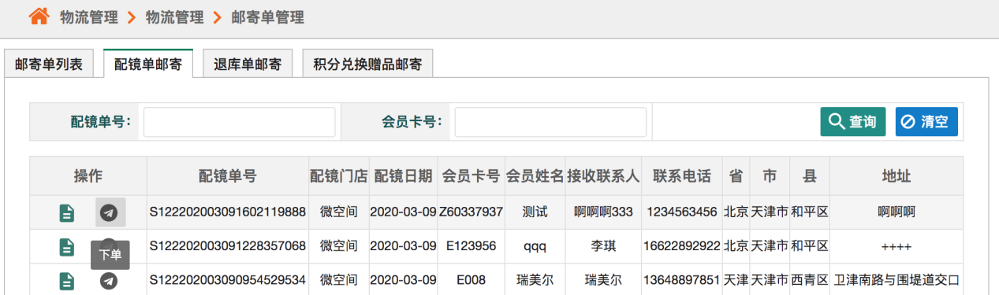 物流管理 物流管理 邮寄单管理
邮寄单列表 配镜单邮寄 退库单邮寄 积分兑换赠品邮寄
配镜单号: 会员卡号: 查询 清空
操作 配镜单号 配镜门店 配镜日期 会员卡号 会员姓名 接收联系人 联系电话 省 市 县 地址
S122202003091602119888 微空间 2020-03-09 Z60337937 测试 啊啊啊333 1234563456 北京 天津市 和平区 啊啊啊
S122202003091228357068 微空间 2020-03-09 E123956 qqq 李琪 16622892922 北京 天津市 和平区 ++++
下单
S122202003090954529534 微空间 2020-03-09 E008 瑞美尔 瑞美尔 13648897851 天津 天津市 西青区 卫津南路与围堤道交口